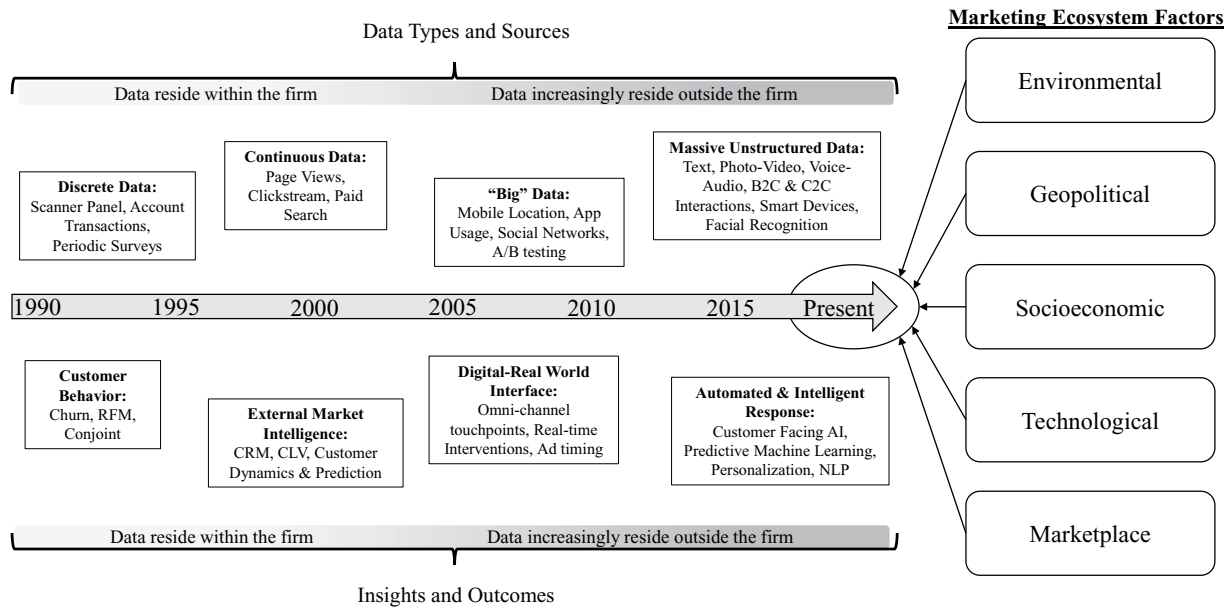 Marketing Ecosystem Factors
Data Types and Sources
Data reside within the firm
Data increasingly reside outside the firm
Discrete Data:
Scanner Panel, Account
Transactions,
Periodic Surveys
Continuous Data:
Page Views,
Clickstream, Paid
Search
“Big” Data:
Mobile Location, App
Usage, Social Networks,
A/B testing
Massive Unstructured Data:
Text, Photo-Video, Voice-
Audio, B2C & C2C
Interactions, Smart Devices,
Facial Recognition
1990 1995 2000 2005 2010 2015 Present
Customer
Behavior:
Churn, RFM,
Conjoint
External Market
Intelligence:
CRM, CLV, Customer
Dynamics & Prediction
Digital-Real World
Interface:
Omni-channel
touchpoints, Real-time
Interventions, Ad timing
Automated & Intelligent
Response:
Customer Facing AI,
Predictive Machine Learning,
Personalization, NLP
Data reside within the firm
Data increasingly reside outside the firm
Insights and Outcomes
Environmental
Geopolitical
Socioeconomic
Technological
Marketplace